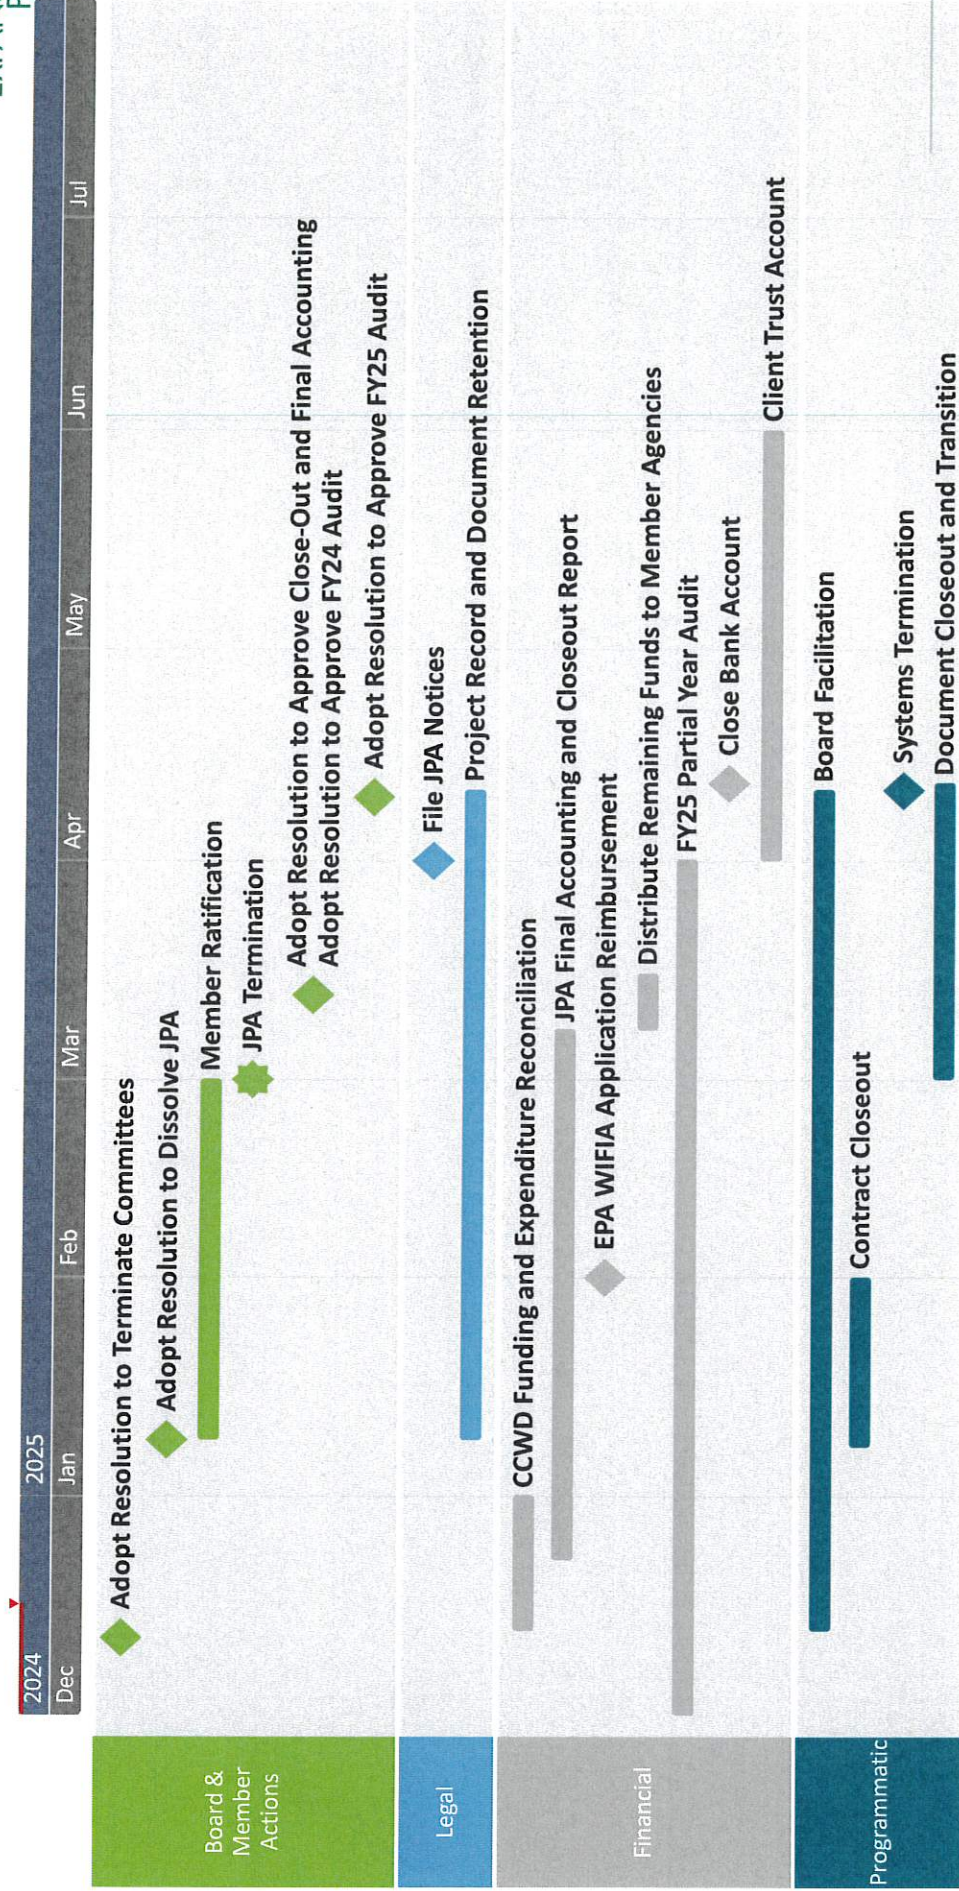 2024
2025
Dec
Jan
Feb
Mar
Apr
May
Jun
Jul
Board &
Member
Actions
Adopt Resolution to Terminate Committees
Adopt Resolution to Dissolve JPA
Member Ratification
JPA Termination
Adopt Resolution to Approve Close-Out and Final Accounting
Adopt Resolution to Approve FY24 Audit
Adopt Resolution to Approve FY25 Audit
Legal
File JPA Notices
Project Record and Document Retention
Financial
CCWD Funding and Expenditure Reconciliation
JPA Final Accounting and Closeout Report
EPA WIFIA Application Reimbursement
Distribute Remaining Funds to Member Agencies
FY25 Partial Year Audit
Close Bank Account
Client Trust Account
Programmatic
Board Facilitation
Contract Closeout
Systems Termination
Document Closeout and Transition